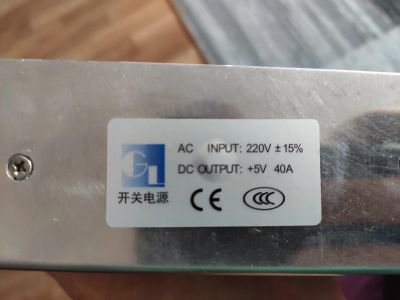 AC INPUT: 220V ±15%
DC OUTPUT: +5V 40A
开关电源 CE CCC